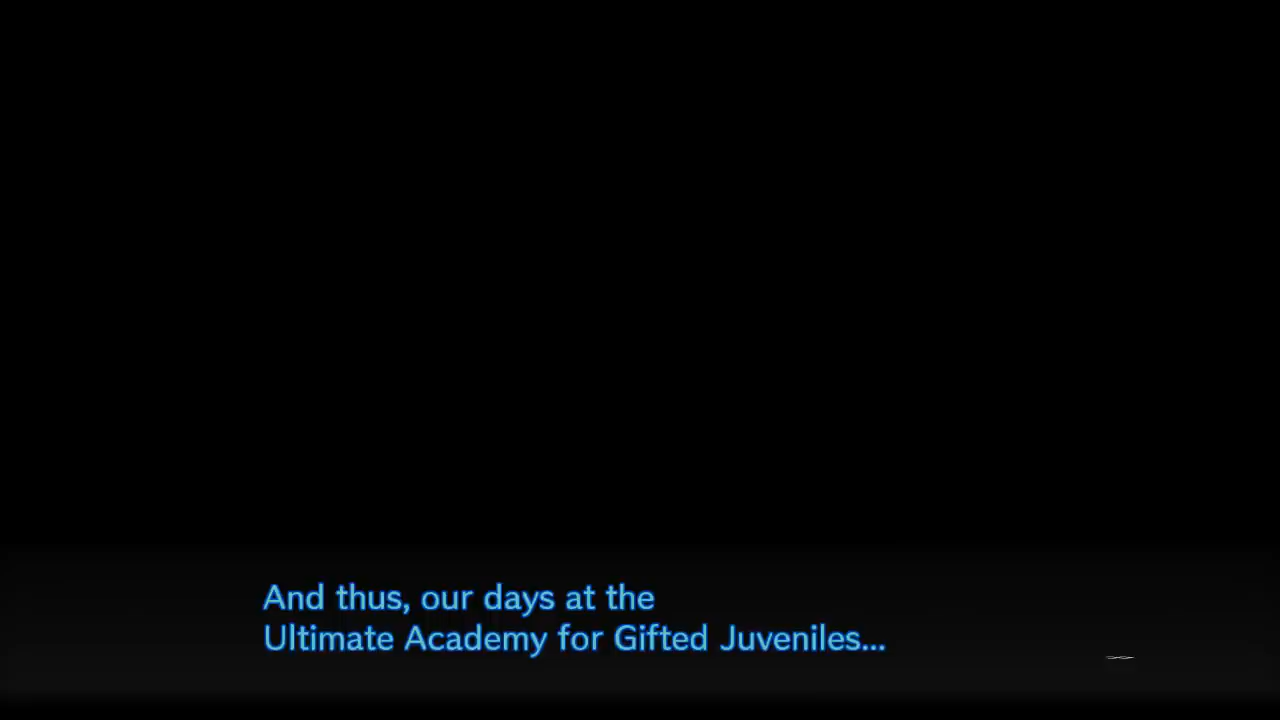 And thus, our days at the
Ultimate Academy for Gifted Juveniles...